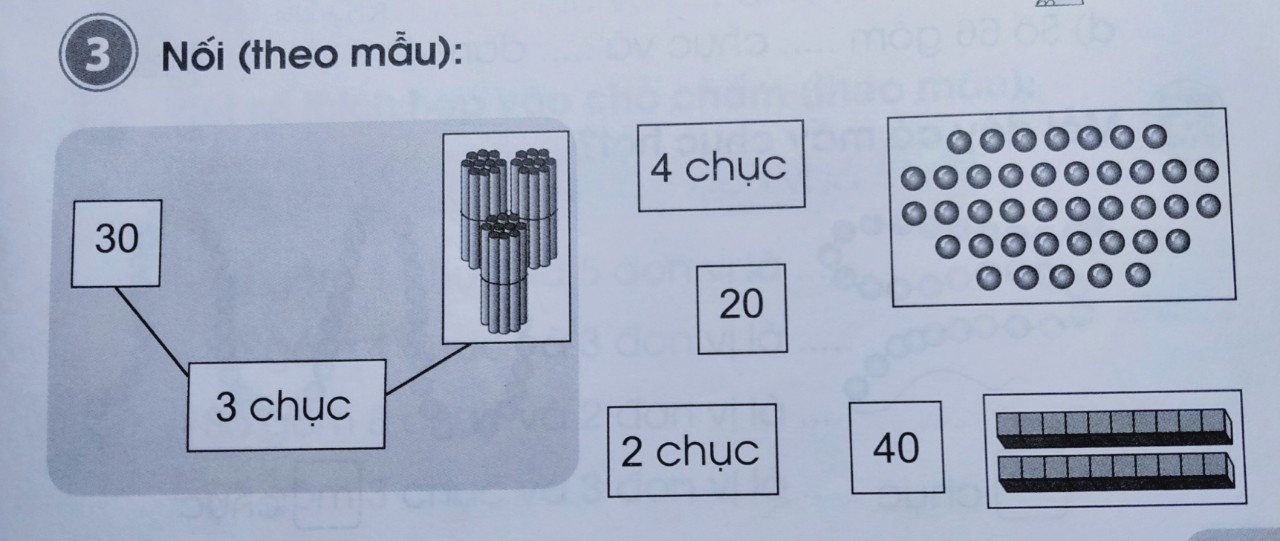 3 Nối (theo mẫu):
30
3 chục
4 chục
20
2 chục
40